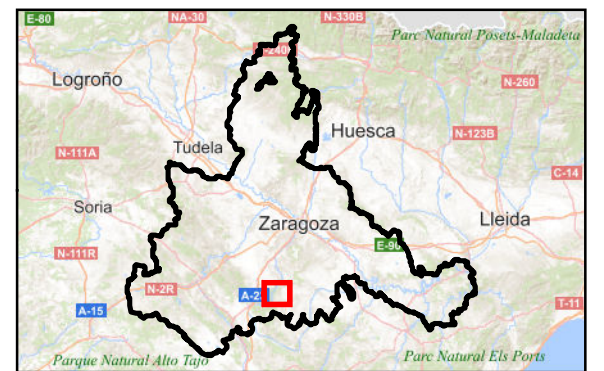 E-80
NA-30
N-330B
Parc Natural Posets-Maladeta
Logroño
N-260
Huesca
N-123B
Tudela
N-111A
C-14
Soria
Zaragoza
Lleida
N-111R
N-2R
A-15
T-11
Parque Natural Alto Tajo
Parc Natural Els Ports